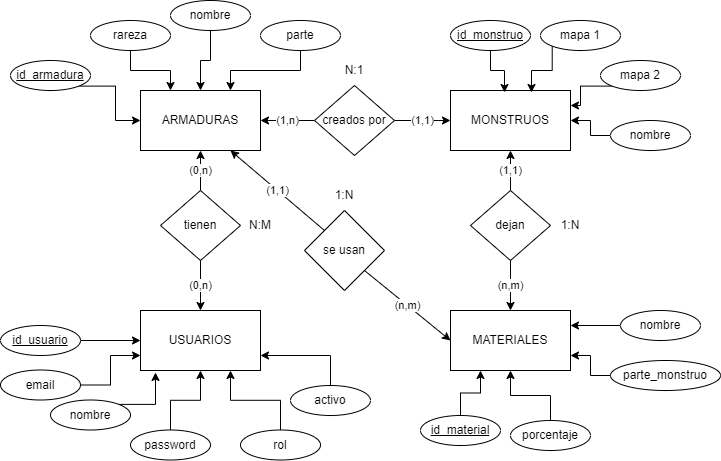 nombre
rareza
parte
id_monstruo
mapa 1
id_armadura
N:1
mapa 2
ARMADURAS
(1,n)
creados por
(1,1)
MONSTRUOS
nombre
(0,n)
(1,1)
(1,1)
1:N
tienen
N:M
se usan
dejan
1:N
(0,n)
(n,m)
(n,m)
id_usuario
USUARIOS
MATERIALES
nombre
email
nombre
activo
parte_monstruo
password
rol
id_material
porcentaje